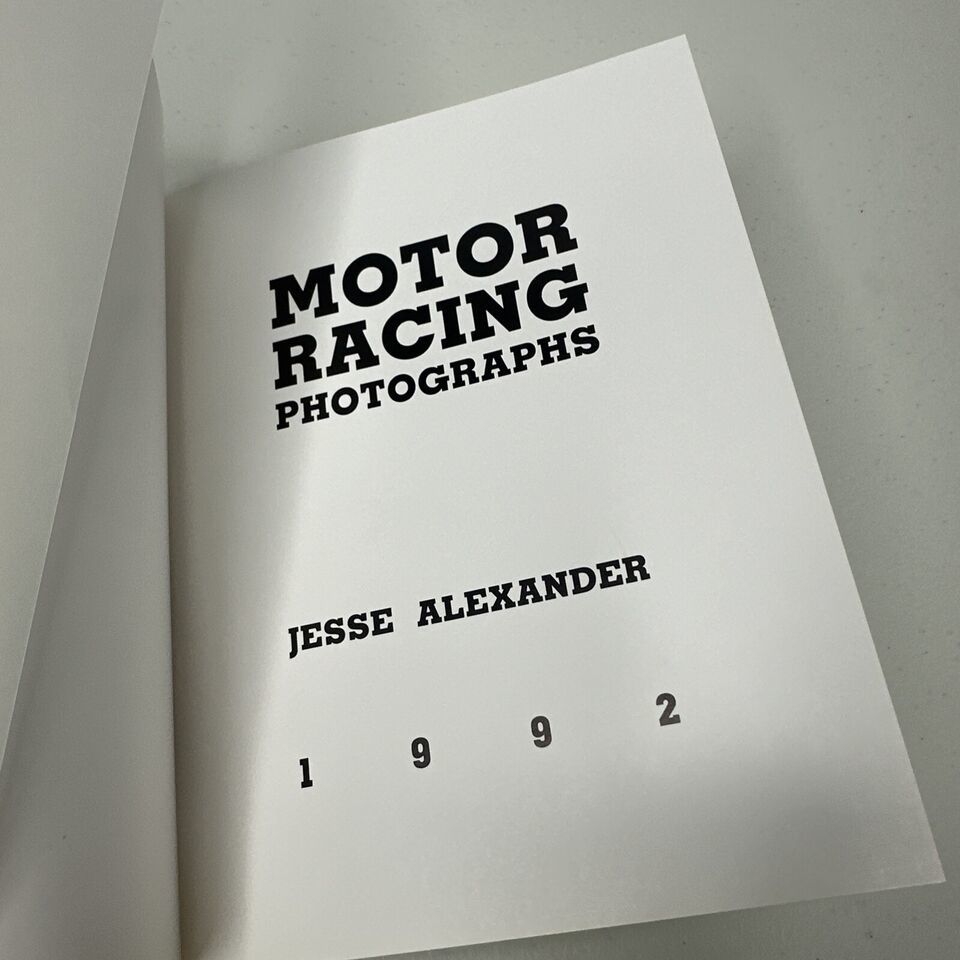 MOTOR
RACING
PHOTOGRAPHS
JESSE ALEXANDER
1 9 9 2